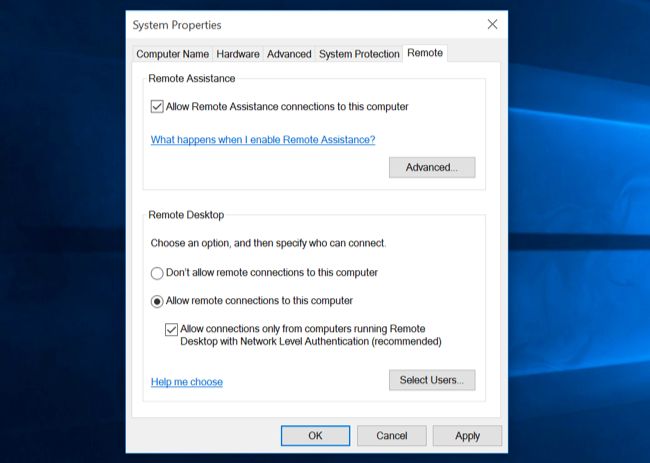 System Properties
Computer Name
Hardware
Advanced
System Protection
Remote
Remote Assistance
Allow Remote Assistance connections to this computer
What happens when I enable Remote Assistance?
Advanced...
Remote Desktop
Choose an option, and then specify who can connect.
Don't allow remote connections to this computer
Allow remote connections to this computer
Allow connections only from computers running Remote
Desktop with Network Level Authentication (recommended)
Help me choose
Select Users...
OK
Cancel
Apply